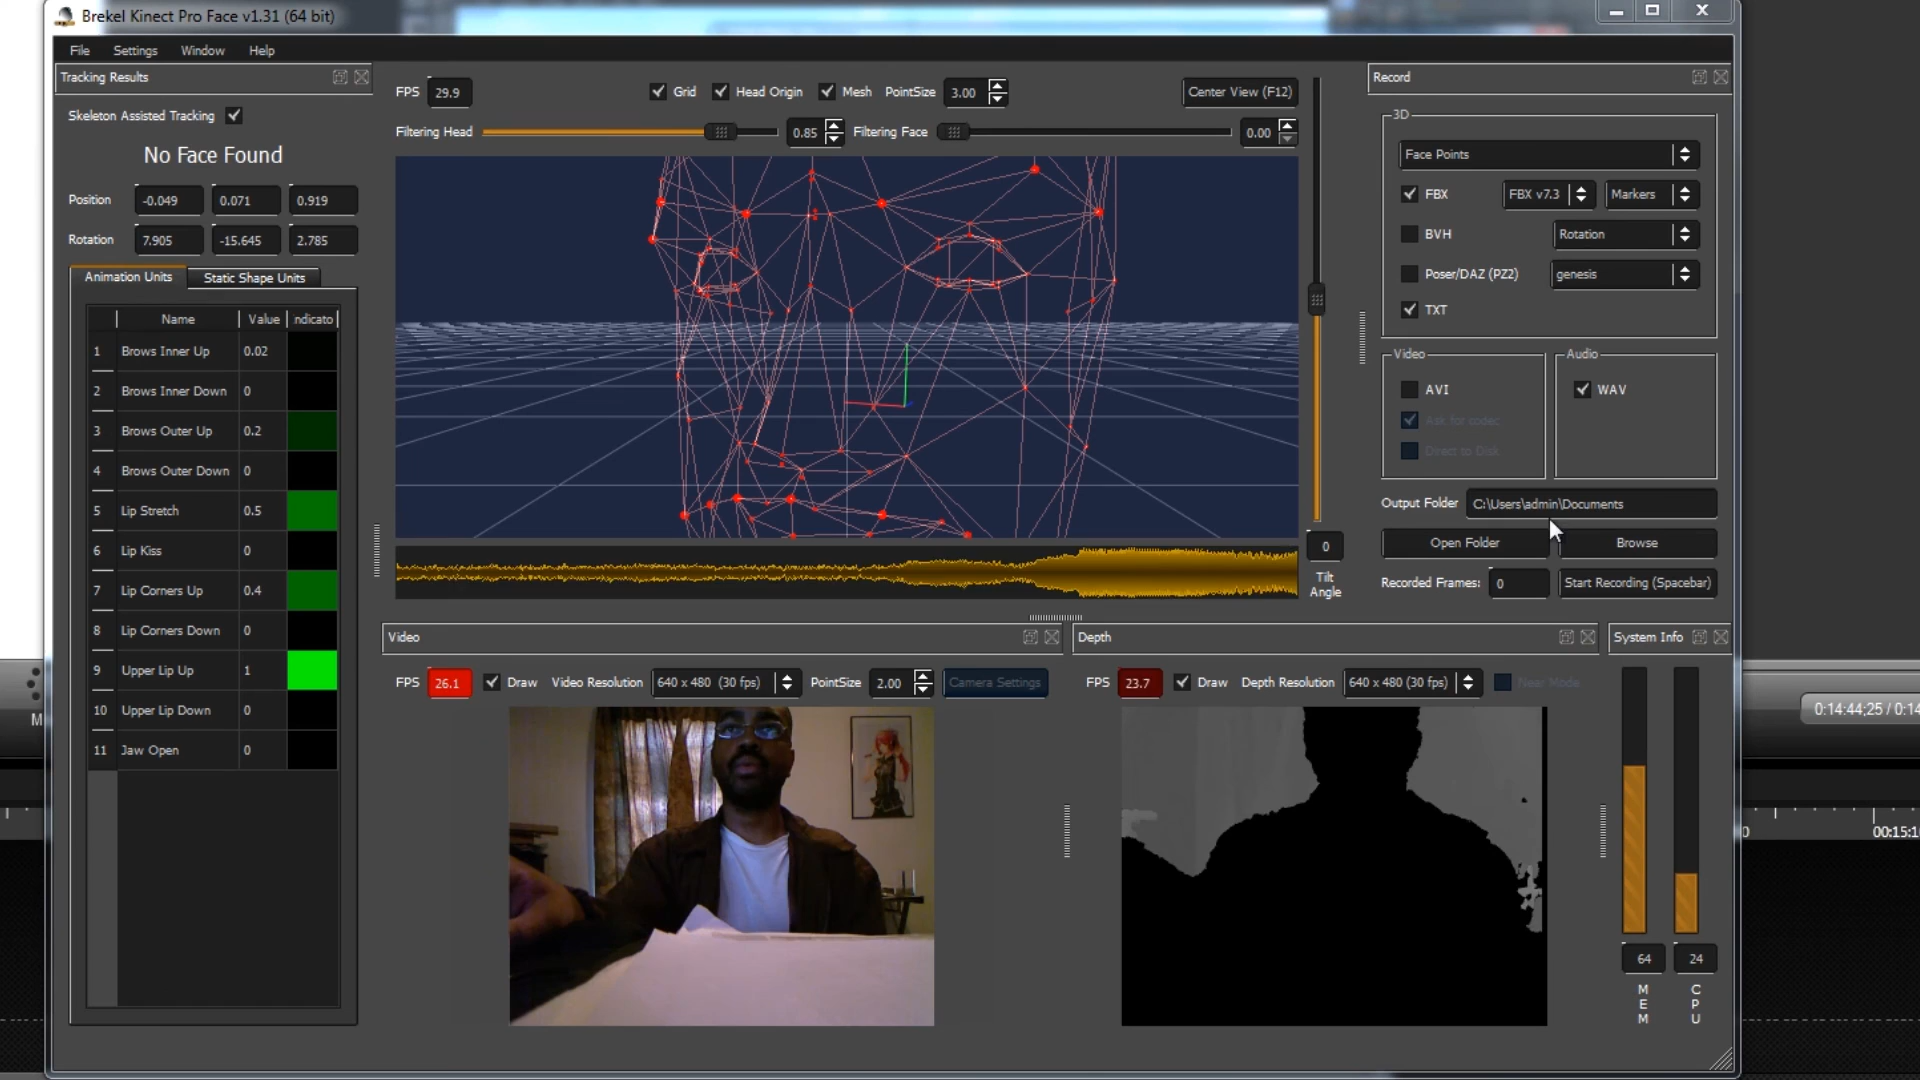 Brekel Kinect Pro Face v1.31 (64 bit)
File Settings Window Help
Tracking Results
Skeleton Assisted Tracking
No Face Found
Position -0.049 0.071 0.919
Rotation 7.905 -15.645 2.785
Animation Units Static Shape Units
Name Value ndicato
1 Brows Inner Up 0.02
2 Brows Inner Down 0
3 Brows Outer Up 0.2
4 Brows Outer Down 0
5 Lip Stretch 0.5
6 Lip Kiss 0
7 Lip Corners Up 0.4
8 Lip Corners Down 0
9 Upper Lip Up 1
10 Upper Lip Down 0
11 Jaw Open 0
FPS 29.9 Grid Head Origin Mesh PointSize 3.00 Center View (F12)
Filtering Head 0.85 Filtering Face 0.00
0
Tilt
Angle
Record
3D
Face Points
FBX FBX v7.3 Markers
BVH Rotation
Poser/DAZ (PZ2) genesis
TXT
Video Audio
AVI WAV
Ask for codec
Direct to Disk
Output Folder C:\Users\admin\Documents
Open Folder Browse
Recorded Frames: 0 Start Recording (Spacebar)
Video
FPS 26.1 Draw Video Resolution 640 x 480 (30 fps) PointSize 2.00 Camera Settings
Depth
FPS 23.7 Draw Depth Resolution 640 x 480 (30 fps) Near Mode
System Info
64 24
MEM CPU
M
0:14:44;25 / 0:14
0 00:15:1